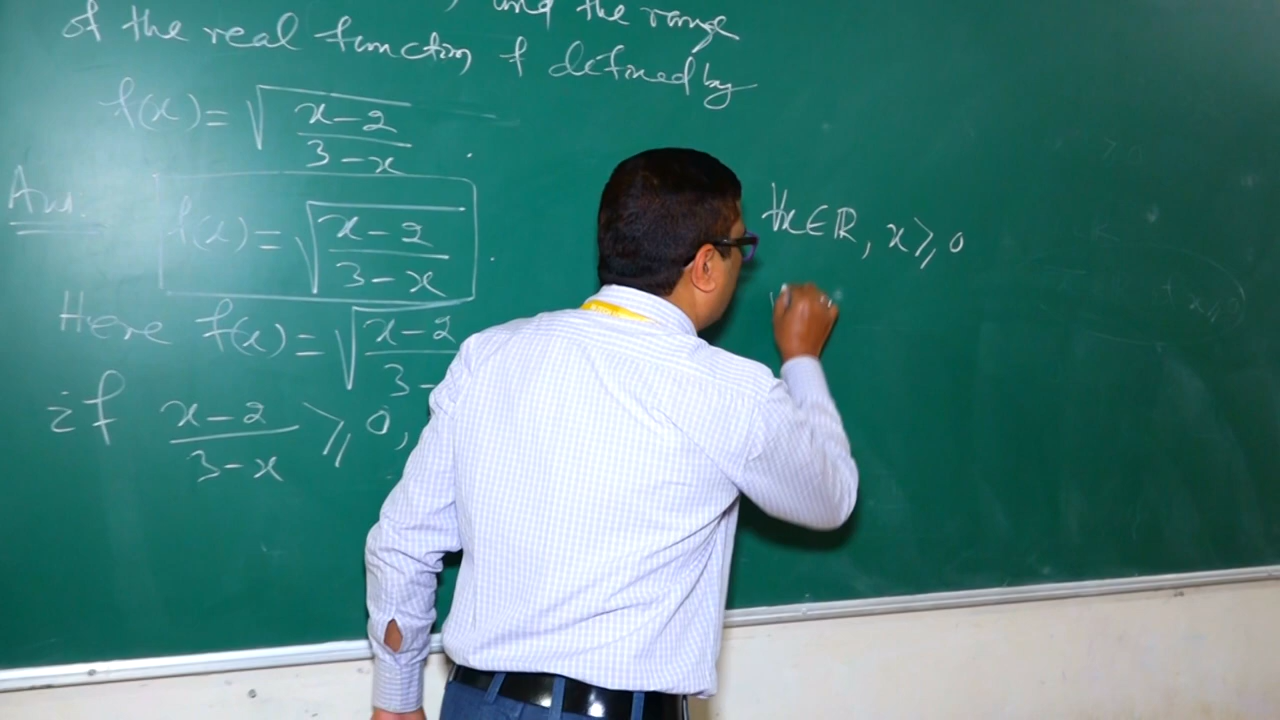 and the range
of the real function f defined by
f(x) = √((x-2)/(3-x)) .
Ans.
f(x) = √((x-2)/(3-x)) .
Here f(x) = √((x-2)/(3-
if (x-2)/(3-x) ⩾ 0,
∀x∈ℝ, x⩾0